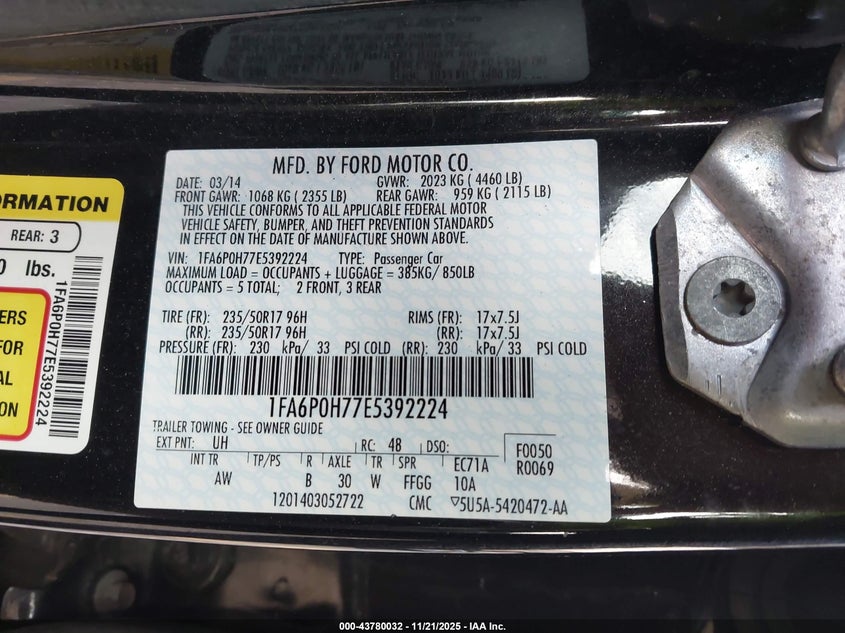 MFD. BY FORD MOTOR CO.
DATE: 03/14 GVWR: 2023 KG ( 4460 LB)
FRONT GAWR: 1068 KG ( 2355 LB) REAR GAWR: 959 KG ( 2115 LB)
THIS VEHICLE CONFORMS TO ALL APPLICABLE FEDERAL MOTOR
VEHICLE SAFETY, BUMPER, AND THEFT PREVENTION STANDARDS
IN EFFECT ON THE DATE OF MANUFACTURE SHOWN ABOVE.
VIN: 1FA6P0H77E5392224 TYPE: Passenger Car
MAXIMUM LOAD = OCCUPANTS + LUGGAGE = 385KG/ 850LB
OCCUPANTS = 5 TOTAL; 2 FRONT, 3 REAR
TIRE (FR): 235/50R17 96H RIMS (FR): 17x7.5J
(RR): 235/50R17 96H (RR): 17x7.5J
PRESSURE (FR): 230 kPa/ 33 PSI COLD (RR): 230 kPa/ 33 PSI COLD
1FA6P0H77E5392224
TRAILER TOWING - SEE OWNER GUIDE
EXT PNT: UH RC: 48 DSO: F0050
R0069
INT TR TP/PS R AXLE TR SPR EC71A
AW B 30 W FFGG 10A
1201403052722 CMC 5U5A-5420472-AA
ORMATION
REAR: 3
0 lbs.
ERS
FOR
AL
ON
1FA6P0H77E5392224
000-43780032 - 11/21/2025 - IAA Inc.